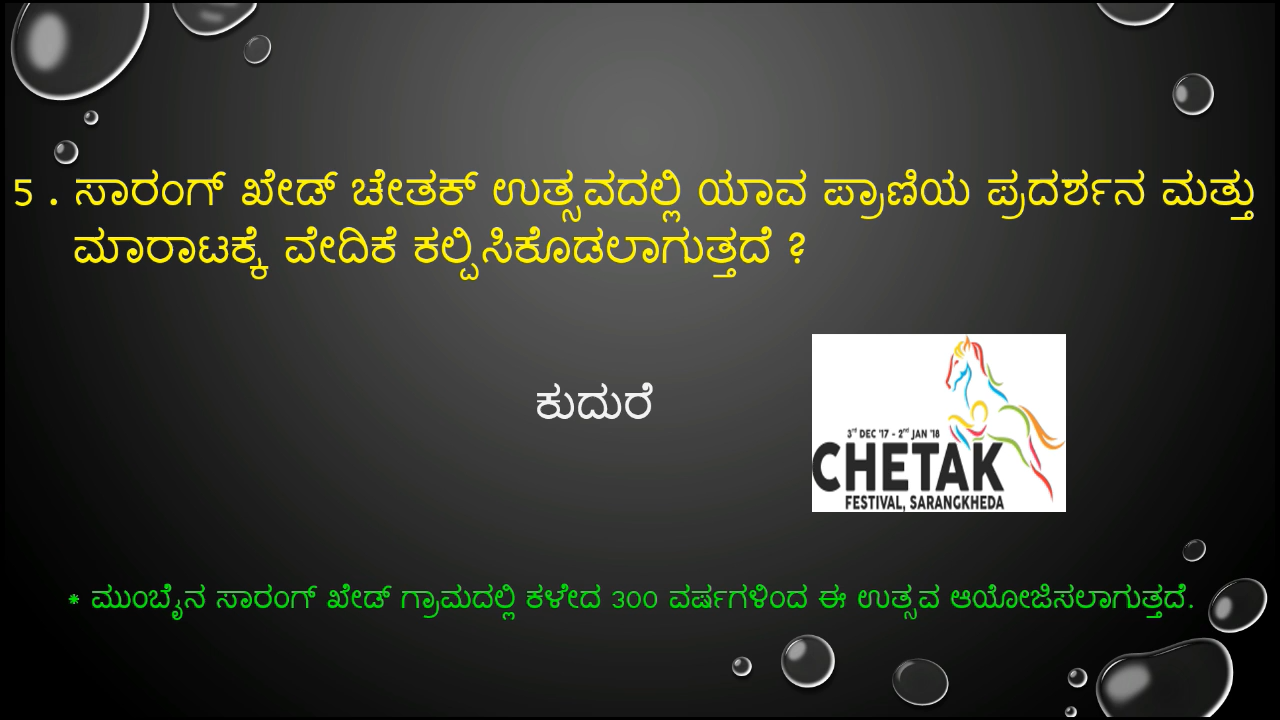 5 . ಸಾರಂಗ್ ಖೇಡ್ ಚೇತಕ್ ಉತ್ಸವದಲ್ಲಿ ಯಾವ ಪ್ರಾಣಿಯ ಪ್ರದರ್ಶನ ಮತ್ತು
ಮಾರಾಟಕ್ಕೆ ವೇದಿಕೆ ಕಲ್ಪಿಸಿಕೊಡಲಾಗುತ್ತದೆ ?
ಕುದುರೆ
3rd DEC '17 - 2nd JAN '18
CHETAK
FESTIVAL, SARANGKHEDA
* ಮುಂಬೈನ ಸಾರಂಗ್ ಖೇಡ್ ಗ್ರಾಮದಲ್ಲಿ ಕಳೇದ 300 ವರ್ಷಗಳಿಂದ ಈ ಉತ್ಸವ ಆಯೋಜಿಸಲಾಗುತ್ತದೆ.